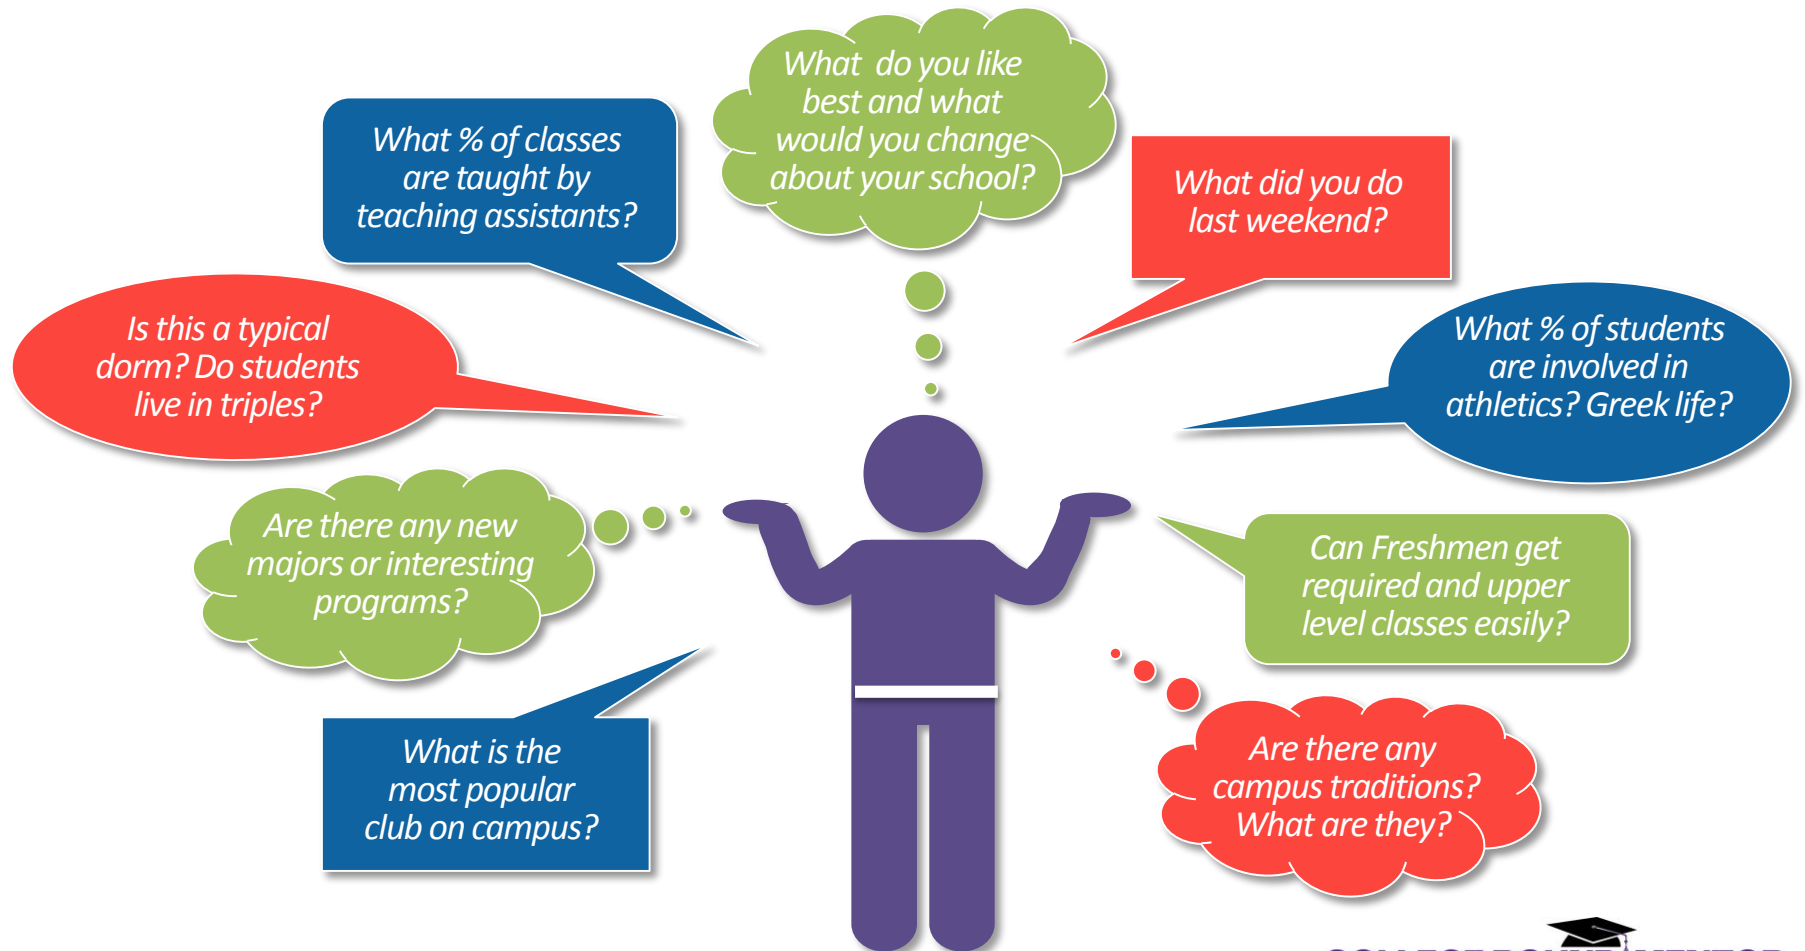 What  do you like
best and what
would you change
about your school?
What % of classes
are taught by
teaching assistants?
What did you do
last weekend?
Is this a typical
dorm? Do students
live in triples?
What % of students
are involved in
athletics? Greek life?
Are there any new
majors or interesting
programs?
Can Freshmen get
required and upper
level classes easily?
What is the
most popular
club on campus?
Are there any
campus traditions?
What are they?